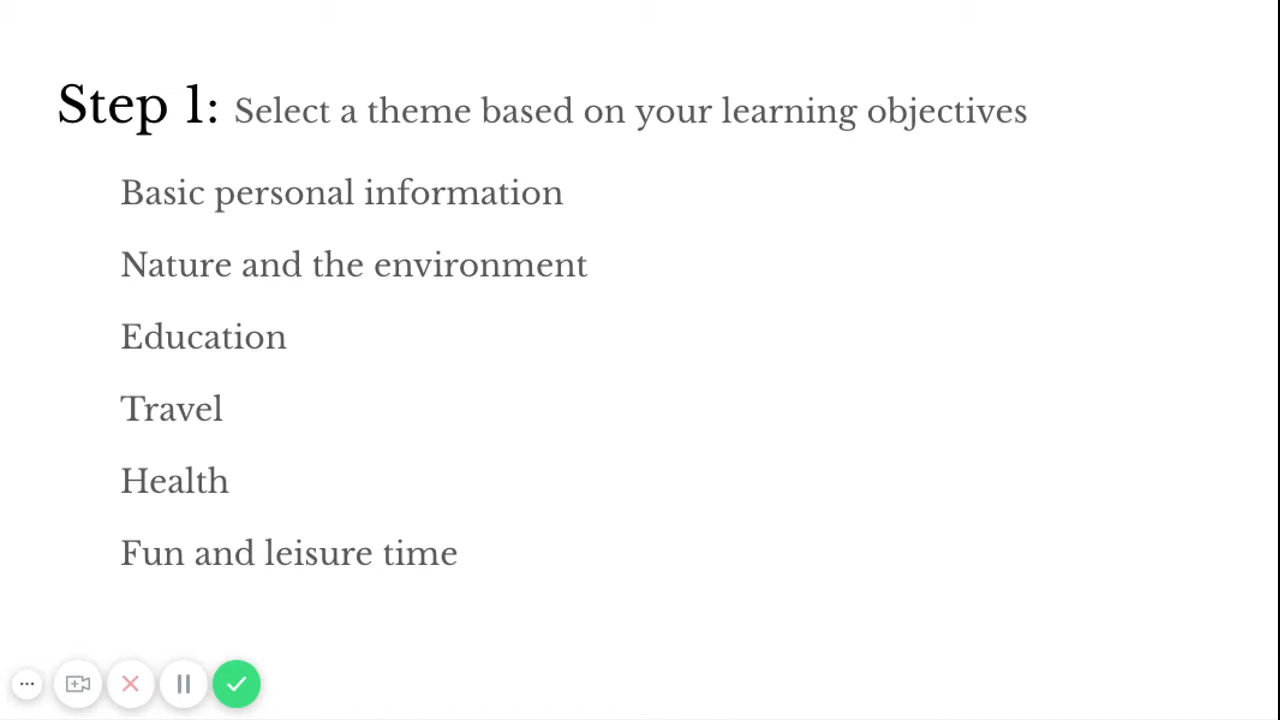 Step 1: Select a theme based on your learning objectives
Basic personal information
Nature and the environment
Education
Travel
Health
Fun and leisure time